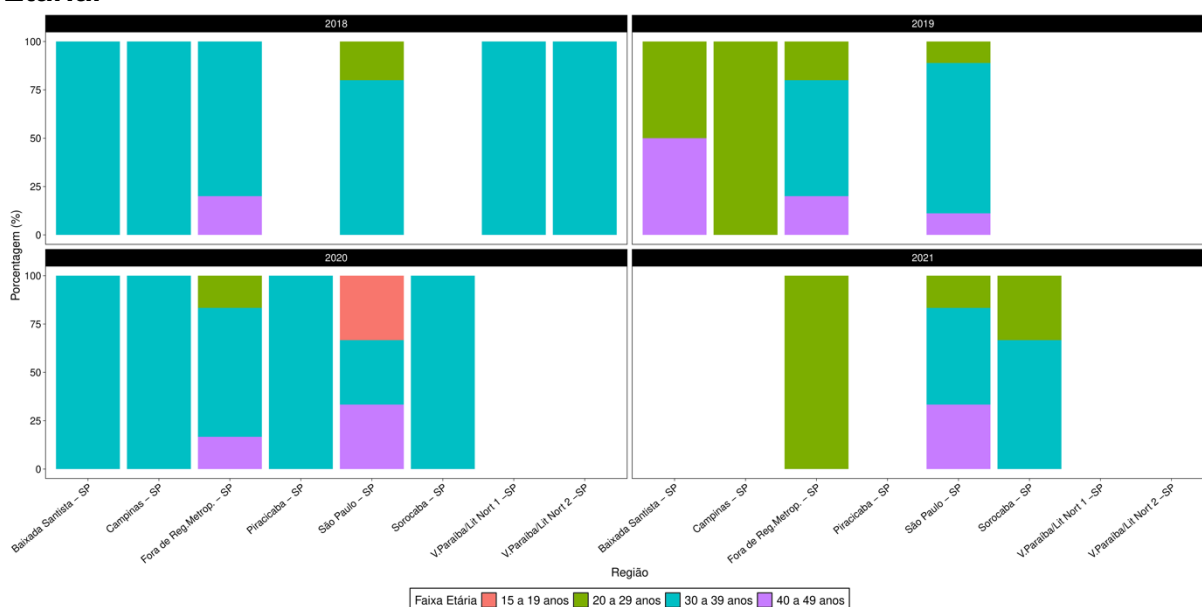 2018
2019
100
75
50
25
0
2020
2021
100
75
50
25
0
Porcentagem (%)
Baixada Santista – SP
Campinas – SP
Fora de Reg.Metrop. – SP
Piracicaba – SP
São Paulo – SP
Sorocaba – SP
V.Paraíba/Lit Nort 1 –SP
V.Paraíba/Lit Nort 2 –SP
Baixada Santista – SP
Campinas – SP
Fora de Reg.Metrop. – SP
Piracicaba – SP
São Paulo – SP
Sorocaba – SP
V.Paraíba/Lit Nort 1 –SP
V.Paraíba/Lit Nort 2 –SP
Região
Faixa Etária 15 a 19 anos 20 a 29 anos 30 a 39 anos 40 a 49 anos